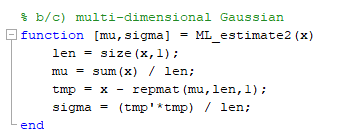 % b/c) multi-dimensional Gaussian
function [mu,sigma] = ML_estimate2(x)
len = size(x,1);
mu = sum(x) / len;
tmp = x - repmat(mu,len,1);
sigma = (tmp'*tmp) / len;
end